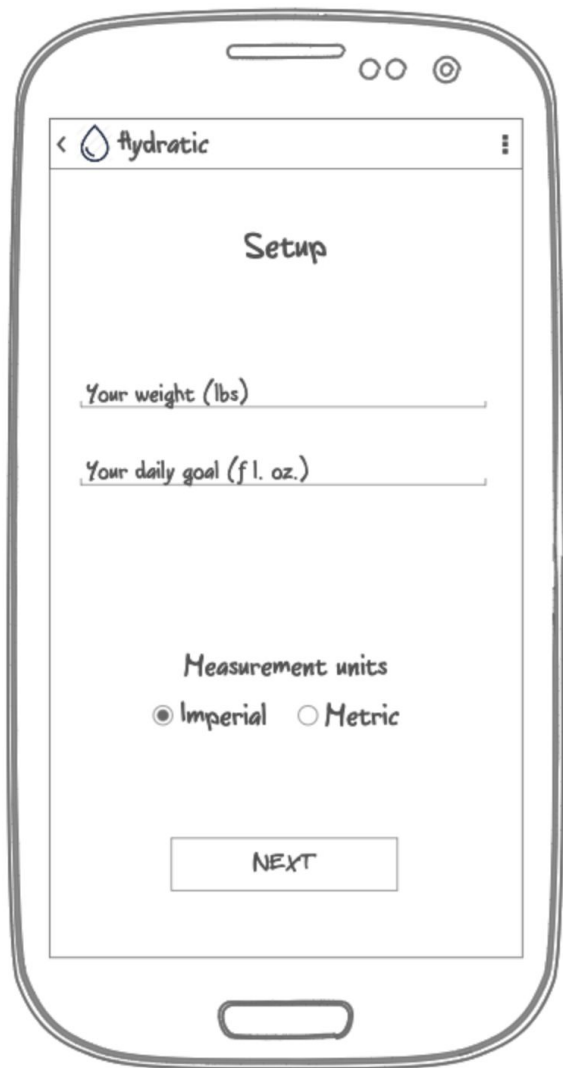 Hydratic
Setup
Your weight (lbs)
Your daily goal (fl. oz.)
Measurement units
Imperial Metric
NEXT